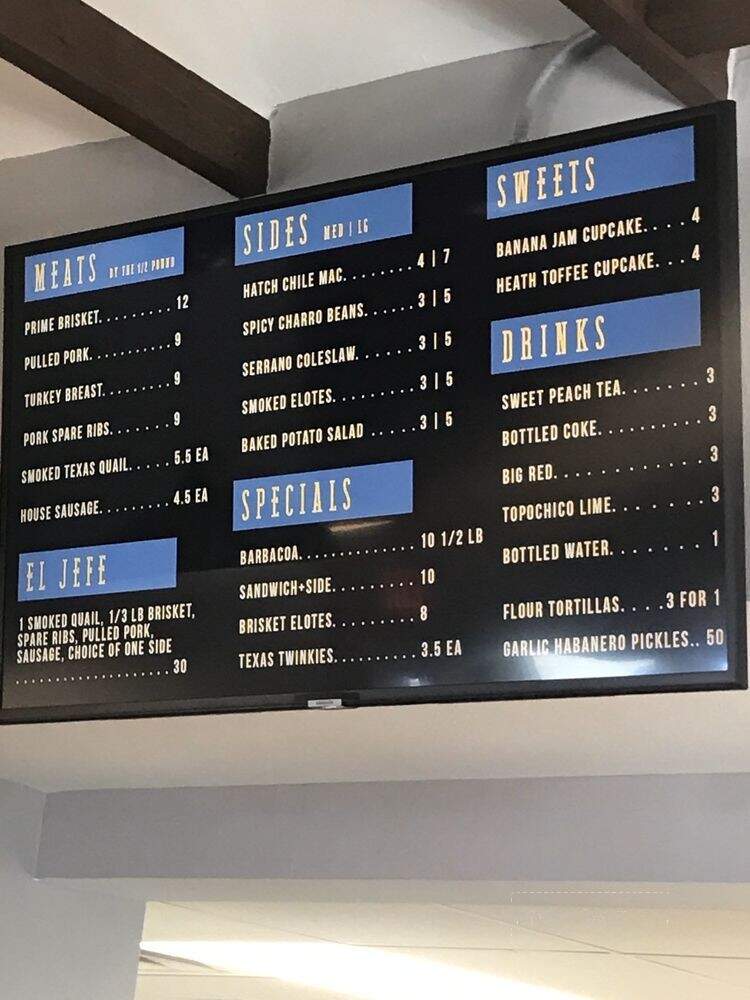 MEATS BY THE 1/2 POUND
PRIME BRISKET......... 12
PULLED PORK........... 9
TURKEY BREAST......... 9
PORK SPARE RIBS....... 9
SMOKED TEXAS QUAIL..... 5.5 EA
HOUSE SAUSAGE......... 4.5 EA
EL JEFE
1 SMOKED QUAIL, 1/3 LB BRISKET,
SPARE RIBS, PULLED PORK,
SAUSAGE, CHOICE OF ONE SIDE
.................... 30
SIDES MED | LG
HATCH CHILE MAC........ 4 | 7
SPICY CHARRO BEANS...... 3 | 5
SERRANO COLESLAW....... 3 | 5
SMOKED ELOTES......... 3 | 5
BAKED POTATO SALAD ..... 3 | 5
SPECIALS
BARBACOA............. 10 1/2 LB
SANDWICH+SIDE......... 10
BRISKET ELOTES......... 8
TEXAS TWINKIES......... 3.5 EA
SWEETS
BANANA JAM CUPCAKE.... 4
HEATH TOFFEE CUPCAKE... 4
DRINKS
SWEET PEACH TEA....... 3
BOTTLED COKE.......... 3
BIG RED............. 3
TOPOCHICO LIME........ 3
BOTTLED WATER........ 1
FLOUR TORTILLAS....3 FOR 1
GARLIC HABANERO PICKLES.. 50